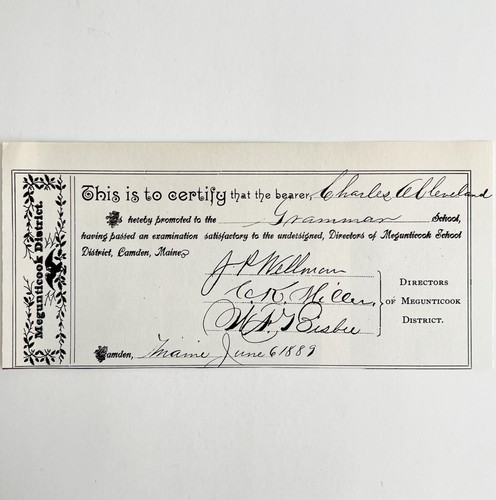 Megunticook District.
This is to certify that the bearer, Charles A Cleveland
Is hereby promoted to the Grammar School,
having passed an examination satisfactory to the undersigned, Directors of Megunticook School
District, Camden, Maine.
J P Wellman
C. K. Miller,
DIRECTORS
OF MEGUNTICOOK
DISTRICT.
Bisbee
Camden, Maine June 6 1889